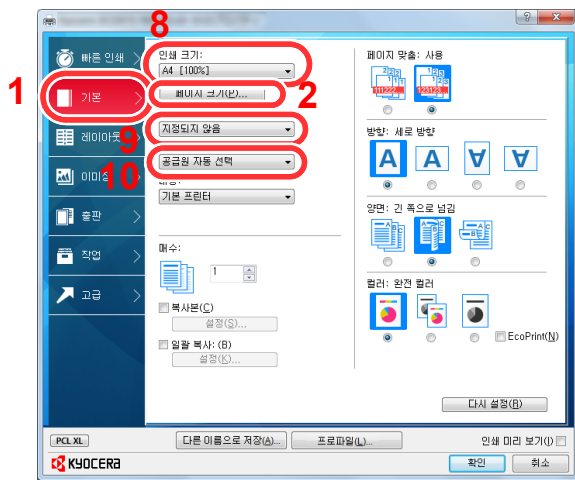 8
빠른 인쇄
1
기본
레이아웃
출판
작업
고급
인쇄 크기:
A4 [100%]
페이지 크기(P)...
2
지정되지 않음
9
공급원 자동 선택
10
기본 프린터
매수:
1
복사본(C)
설정(S)...
일괄 복사: (B)
설정(K)...
페이지 맞춤: 사용
111222...
123
123123...
방향: 세로 방향
A
A
A
A
양면: 긴 쪽으로 넘김
컬러: 완전 컬러
EcoPrint(N)
다시 설정(R)
PCL XL
다른 이름으로 저장(A)...
프로파일(L)...
인쇄 미리 보기(I)
KYOCERA
확인
취소